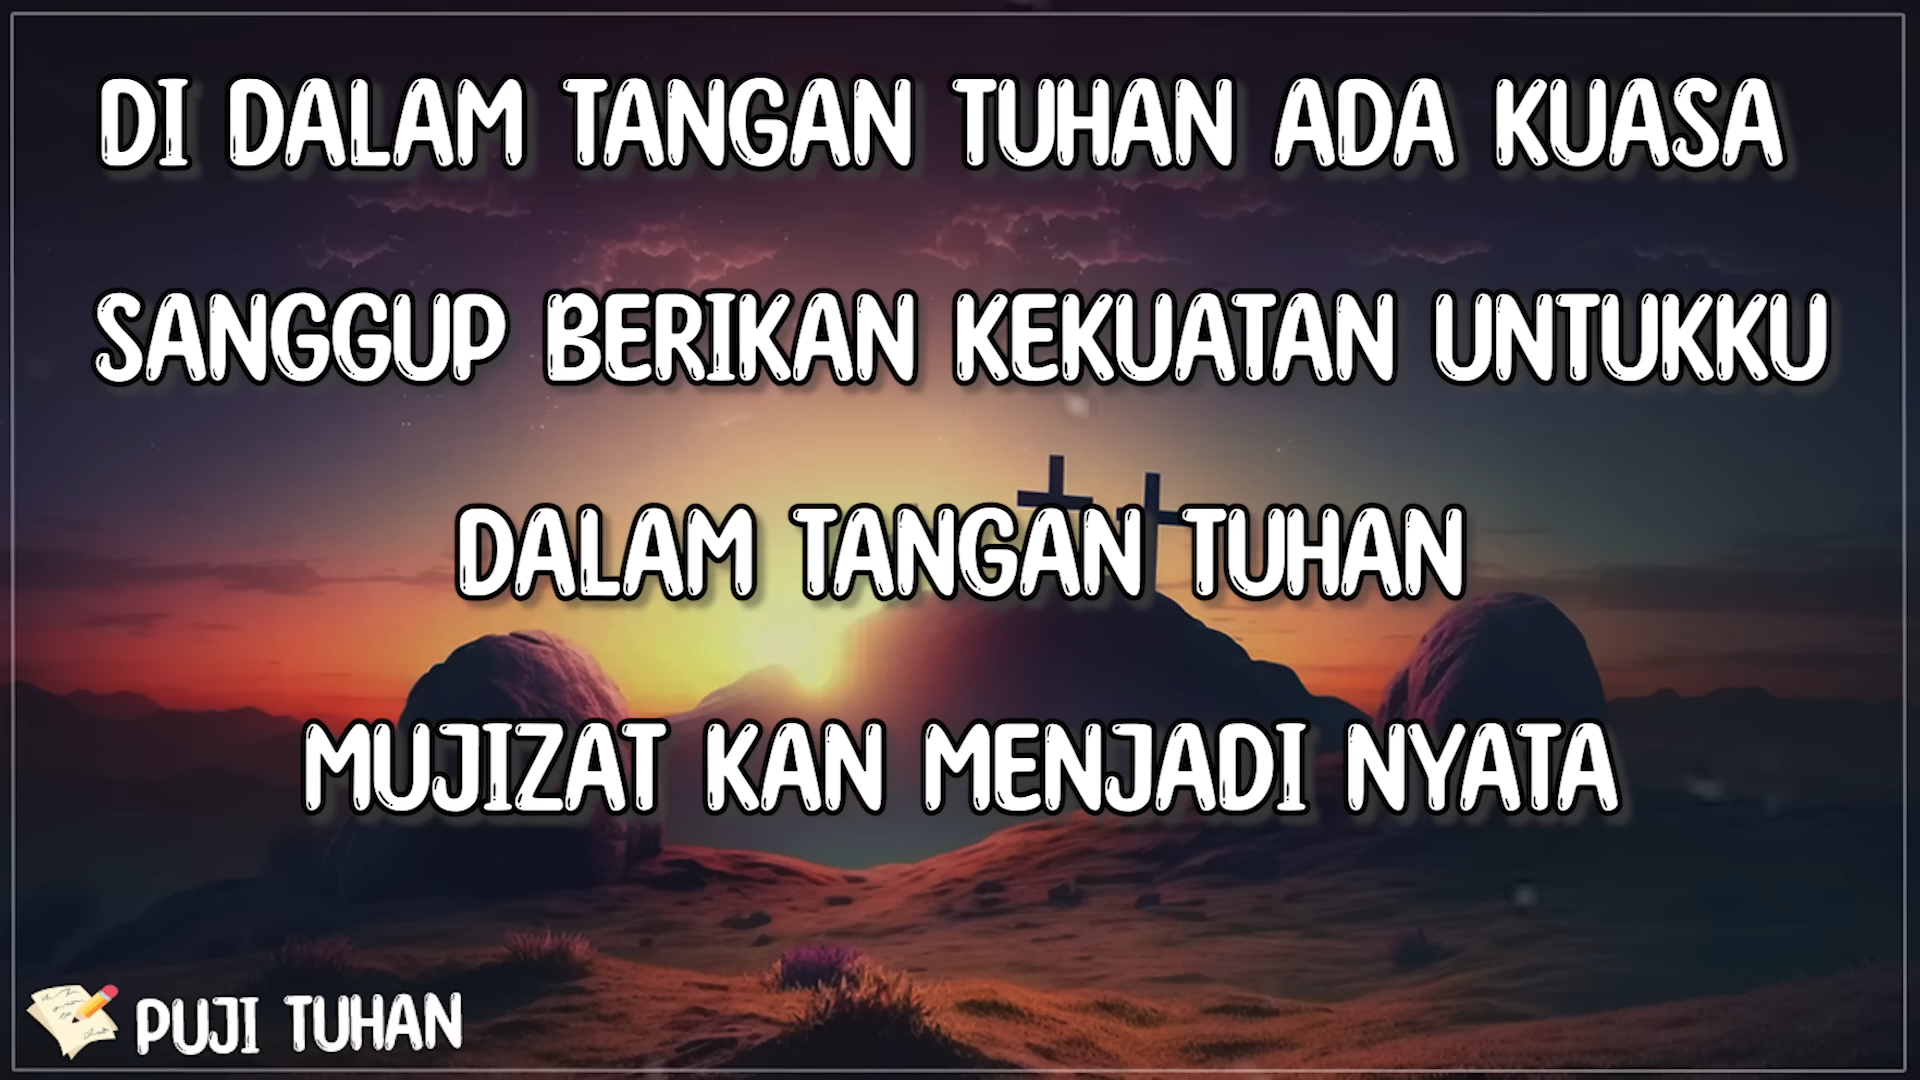 DI DALAM TANGAN TUHAN ADA KUASA
SANGGUP BERIKAN KEKUATAN UNTUKKU
DALAM TANGAN TUHAN
MUJIZAT KAN MENJADI NYATA
PUJI TUHAN